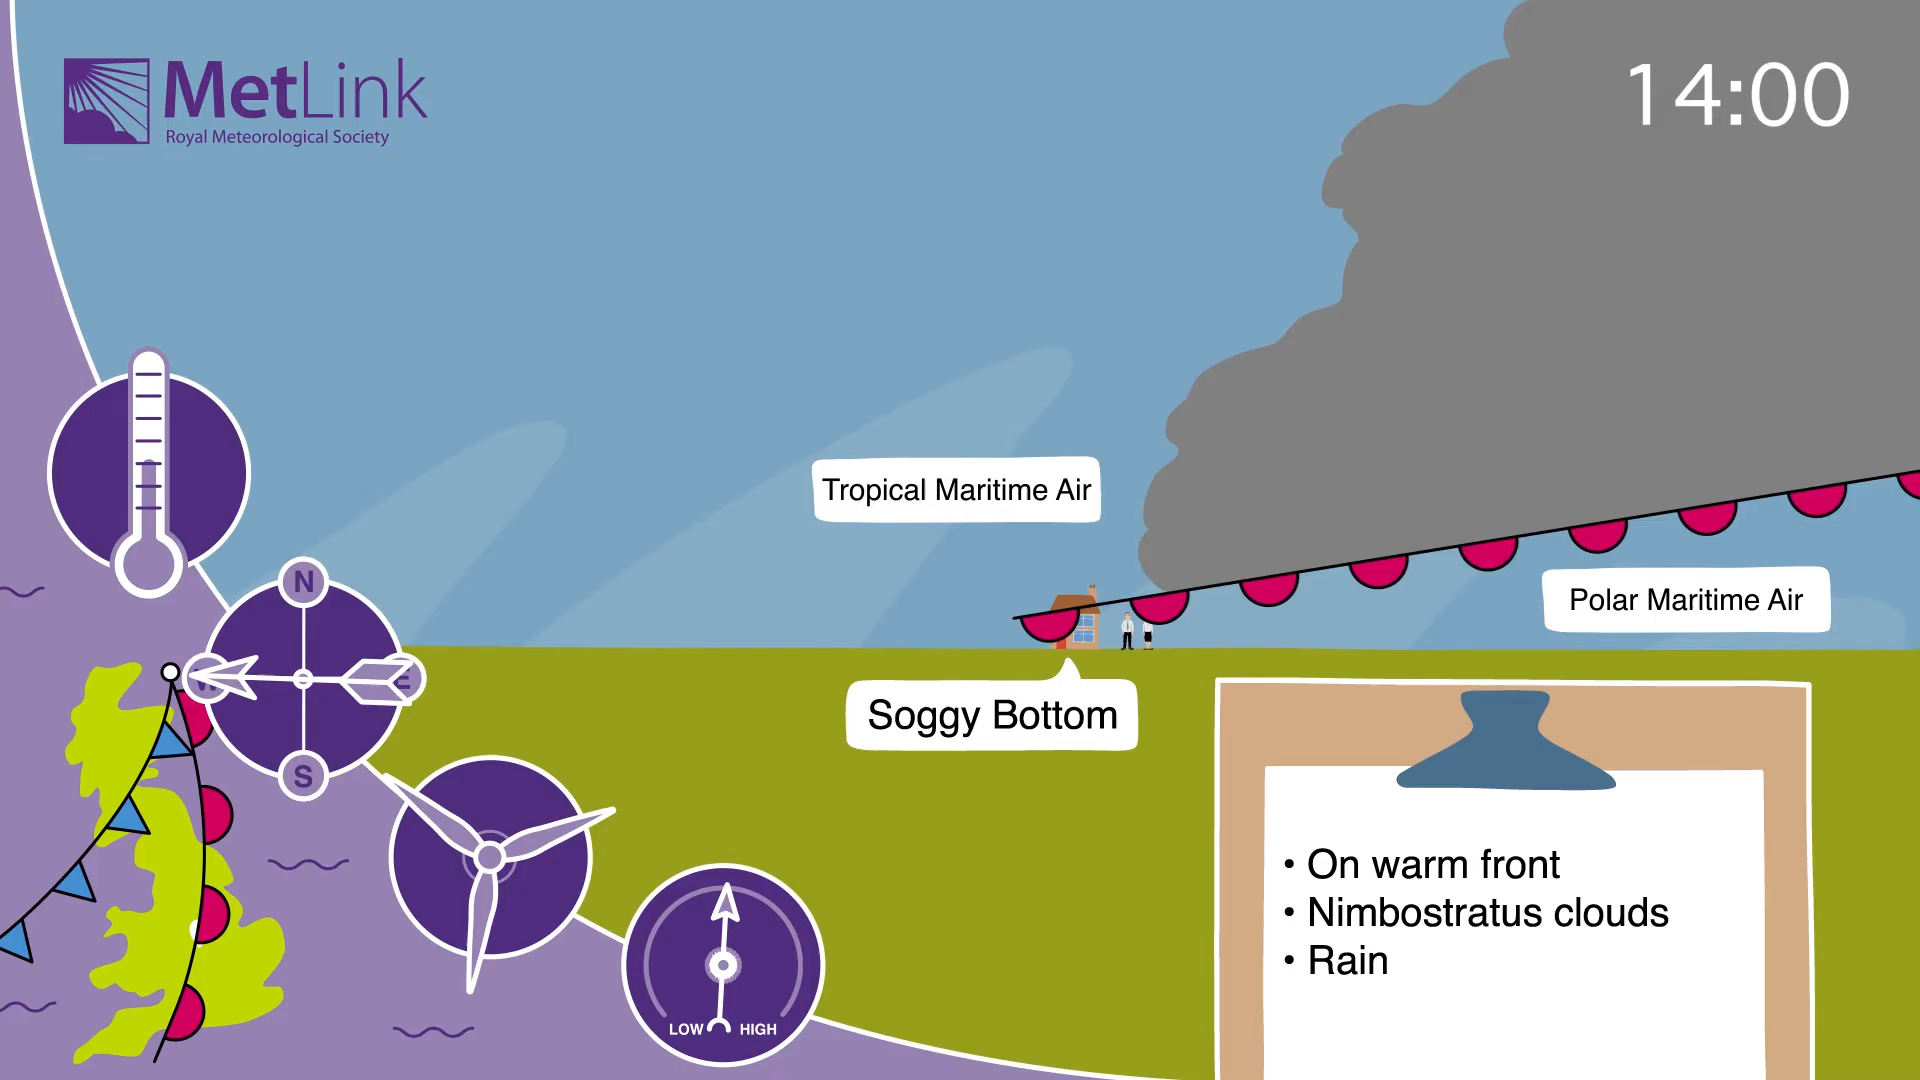 MetLink
Royal Meteorological Society
14:00
Tropical Maritime Air
Polar Maritime Air
Soggy Bottom
N
W
E
S
LOW
HIGH
• On warm front
• Nimbostratus clouds
• Rain